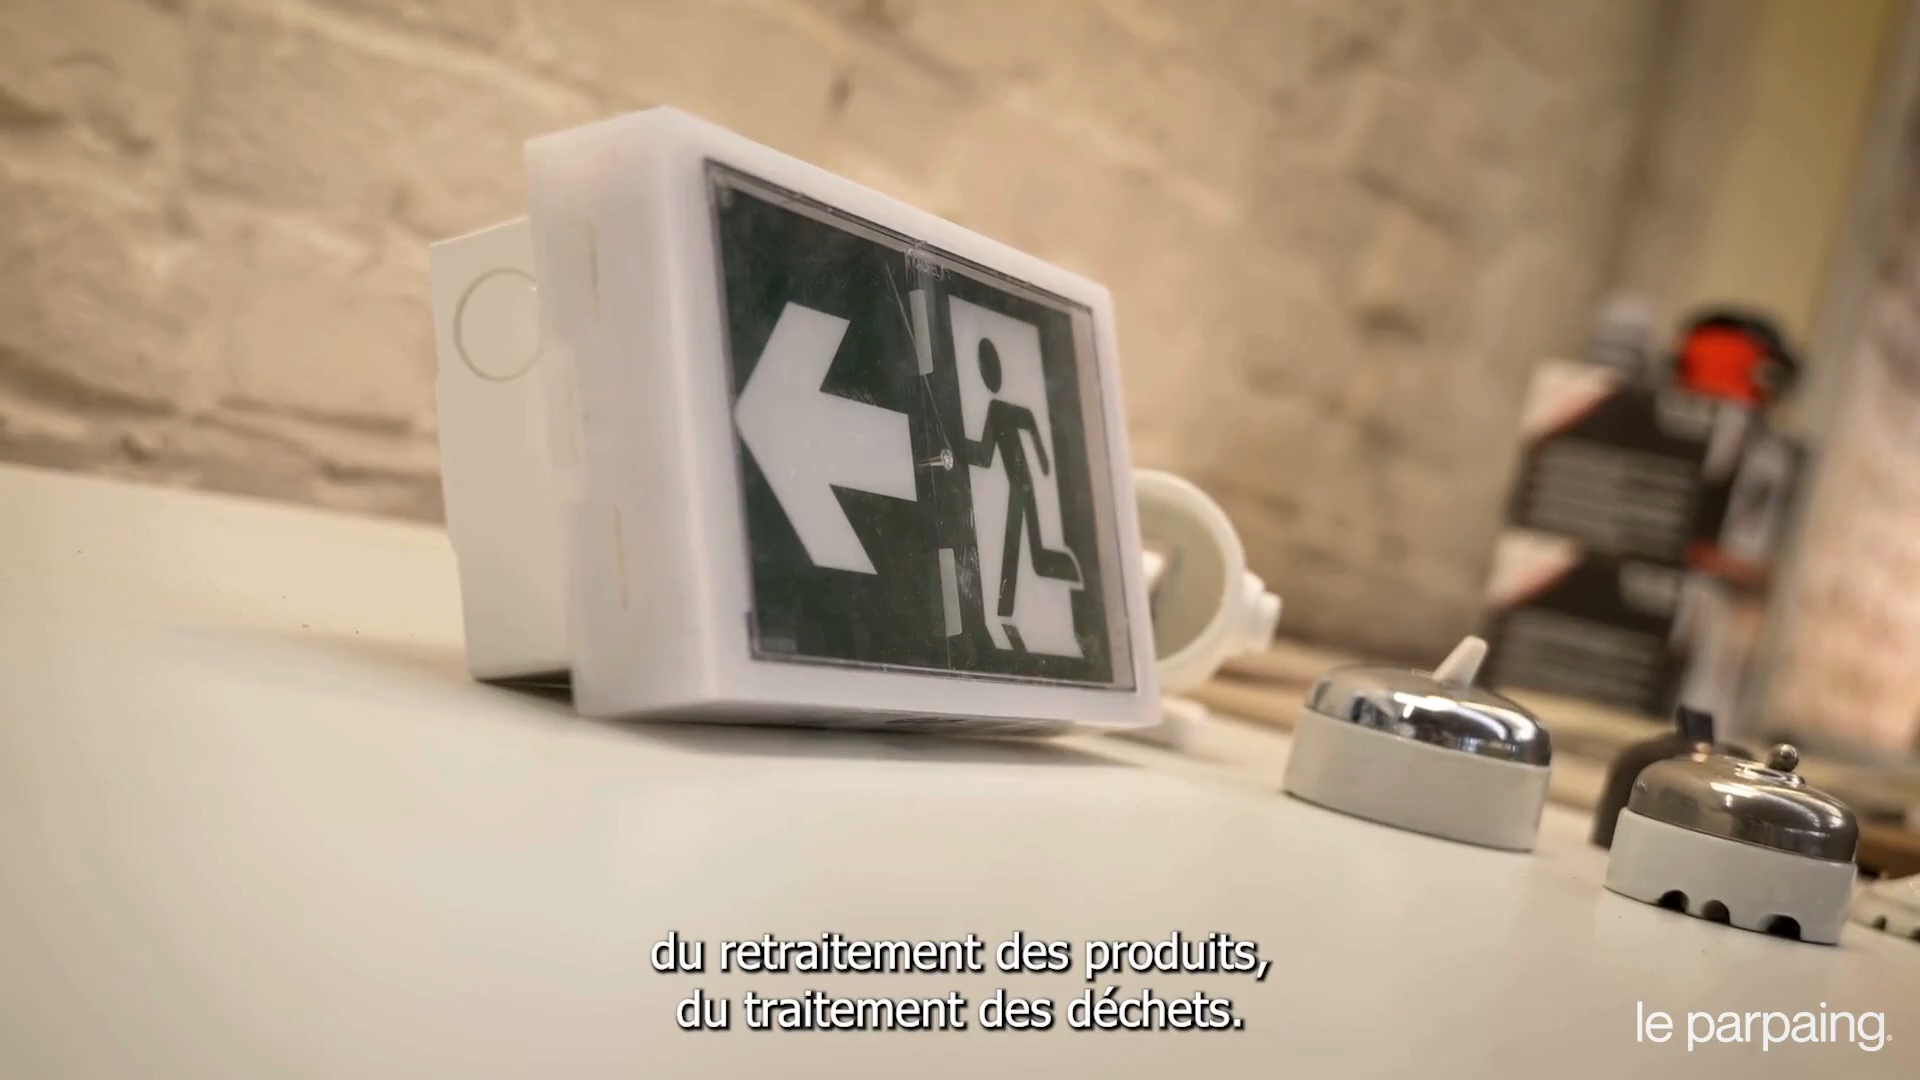 du retraitement des produits,
du traitement des déchets.
le parpaing